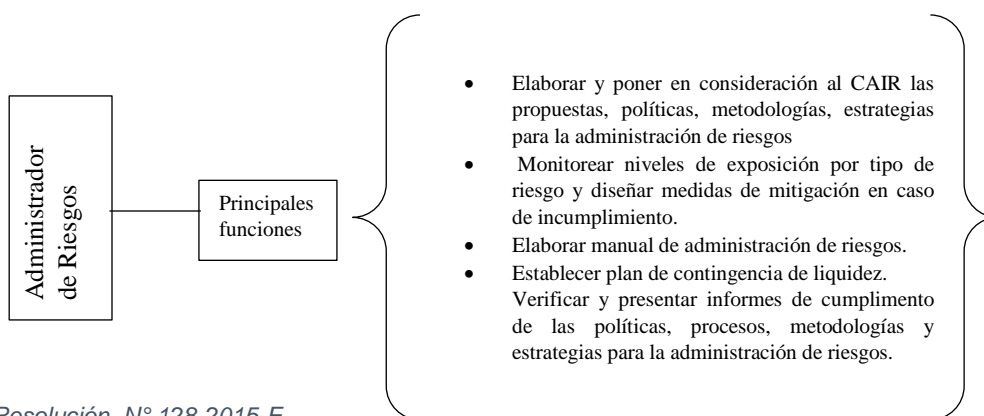 Administrador
de Riesgos
Principales
funciones
• Elaborar y poner en consideración al CAIR las
propuestas, políticas, metodologías, estrategias
para la administración de riesgos
• Monitorear niveles de exposición por tipo de
riesgo y diseñar medidas de mitigación en caso
de incumplimiento.
• Elaborar manual de administración de riesgos.
• Establecer plan de contingencia de liquidez.
Verificar y presentar informes de cumplimento
de las políticas, procesos, metodologías y
estrategias para la administración de riesgos.
Resolución N° 128 2015 F